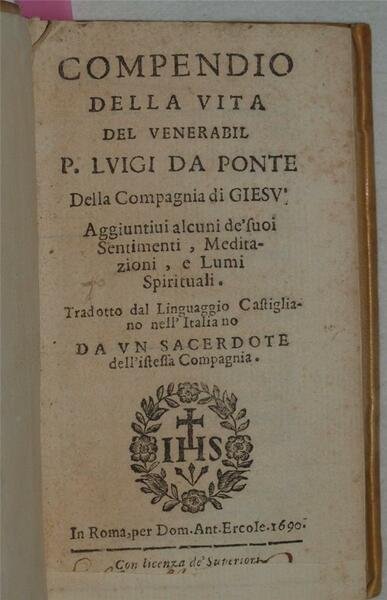 COMPENDIO
DELLA VITA
DEL VENERABIL
P. LVIGI DA PONTE
Della Compagnia di GIESV'.
Aggiuntiui alcuni de'suoi
Sentimenti, Medita-
zioni, e Lumi
Spirituali.
Tradotto dal Linguaggio Castiglia-
no nell'Italiano
DA VN SACERDOTE
dell'istessa Compagnia.
IHS
In Roma, per Dom. Ant. Ercole. 1690.
Con licenza de' Superiori.